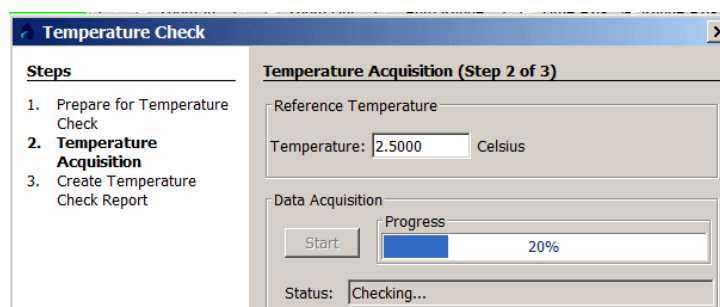 Temperature Check
Steps
1. Prepare for Temperature
Check
2. Temperature
Acquisition
3. Create Temperature
Check Report
Temperature Acquisition (Step 2 of 3)
Reference Temperature
Temperature: 2.5000 Celsius
Data Acquisition
Progress
Start
20%
Status: Checking...